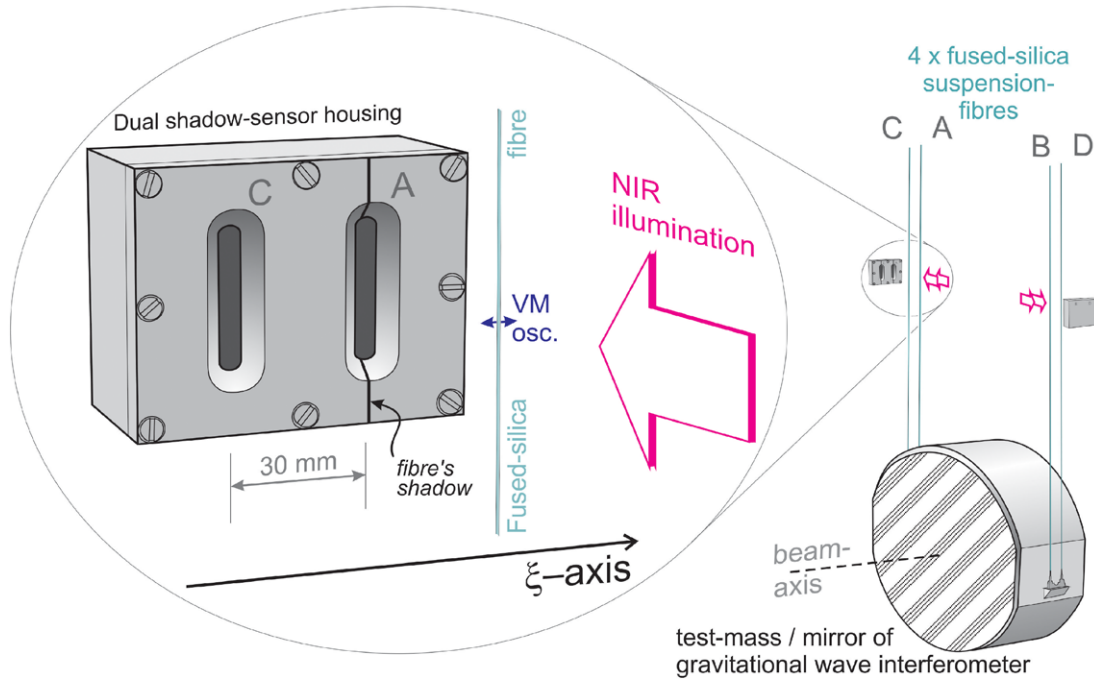 4 x fused-silica
suspension-
fibres
C A
B D
Dual shadow-sensor housing
C
A
fibre
NIR
illumination
VM
osc.
Fused-silica
30 mm
fibre's
shadow
ξ–axis
beam-
axis
test-mass / mirror of
gravitational wave interferometer